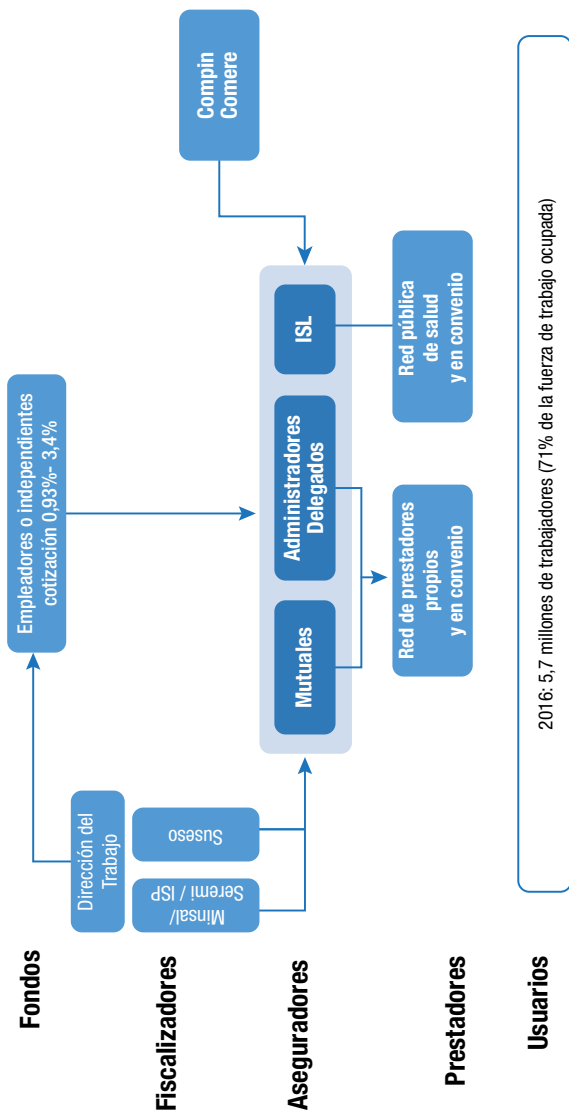 Fondos
Empleadores o independientes
cotización 0,93%- 3,4%
Fiscalizadores
Dirección del
Trabajo
Minsal/
Seremi / ISP
Suseso
Compin
Comere
Aseguradores
Mutuales
Administradores
Delegados
ISL
Prestadores
Red de prestadores
propios
y en convenio
Red pública
de salud
y en convenio
Usuarios
2016: 5,7 millones de trabajadores (71% de la fuerza de trabajo ocupada)